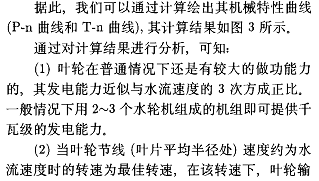 据此，我们可以通过计算绘出其机械特性曲线
(P-n 曲线和 T-n 曲线)，其计算结果如图 3 所示。
通过对计算结果进行分析，可知：
(1) 叶轮在普通情况下还是有较大的做功能力
的，其发电能力近似与水流速度的 3 次方成正比。
一般情况下用 2~3 个水轮机组成的机组即可提供千
瓦级的发电能力。
(2) 当叶轮节线 (叶片平均半径处) 速度约为水
流速度时的转速为最佳转速，在该转速下，叶轮输